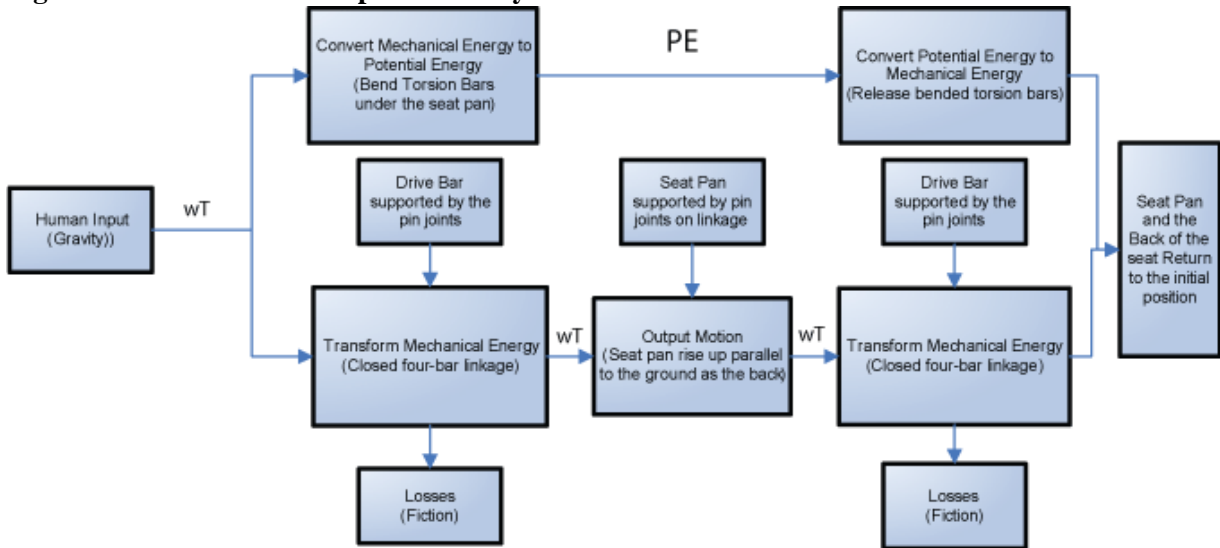 Convert Mechanical Energy to
Potential Energy
(Bend Torsion Bars
under the seat pan)
PE
Convert Potential Energy to
Mechanical Energy
(Release bended torsion bars)
Human Input
(Gravity))
wT
Drive Bar
supported by the
pin joints
Seat Pan
supported by pin
joints on linkage
Drive Bar
supported by the
pin joints
Seat Pan
and the
Back of the
seat Return
to the initial
position
Transform Mechanical Energy
(Closed four-bar linkage)
wT
Output Motion
(Seat pan rise up parallel
to the ground as the back)
wT
Transform Mechanical Energy
(Closed four-bar linkage)
Losses
(Fiction)
Losses
(Fiction)